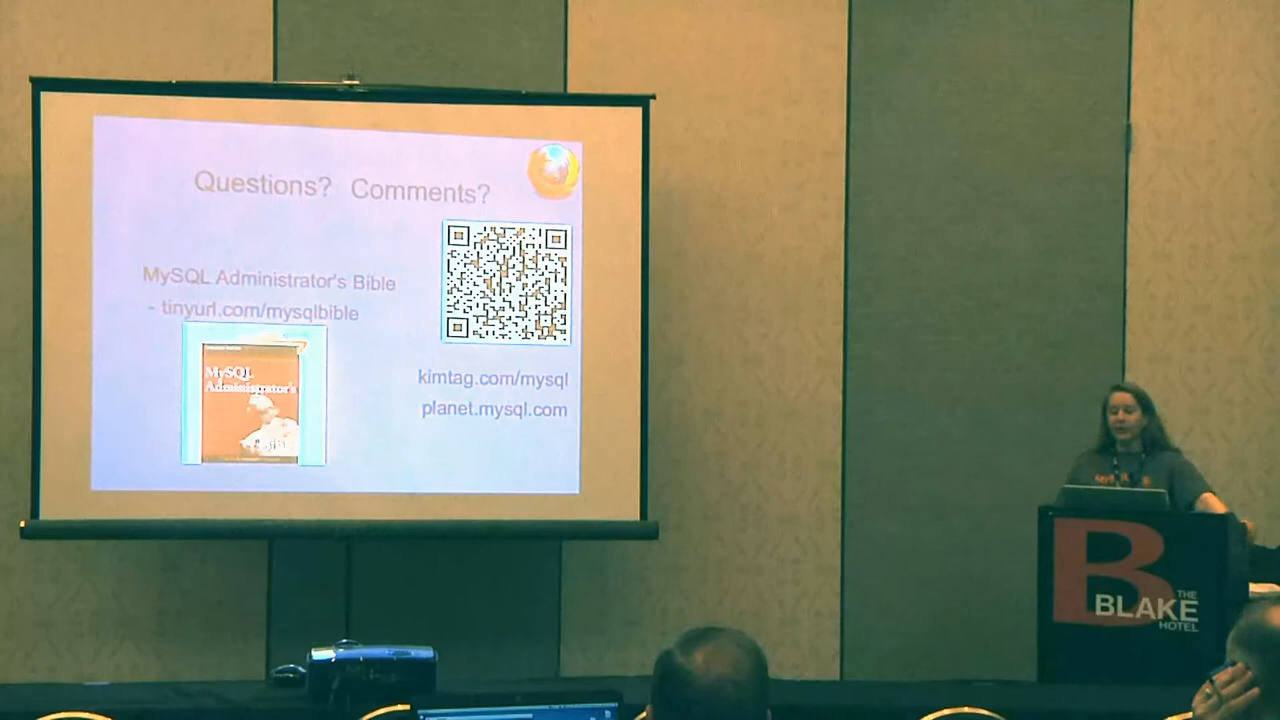 Questions? Comments?
MySQL Administrator's Bible
- tinyurl.com/mysqlbible
MySQL
Administrator's
kimtag.com/mysql
planet.mysql.com
B
THE
BLAKE
HOTEL